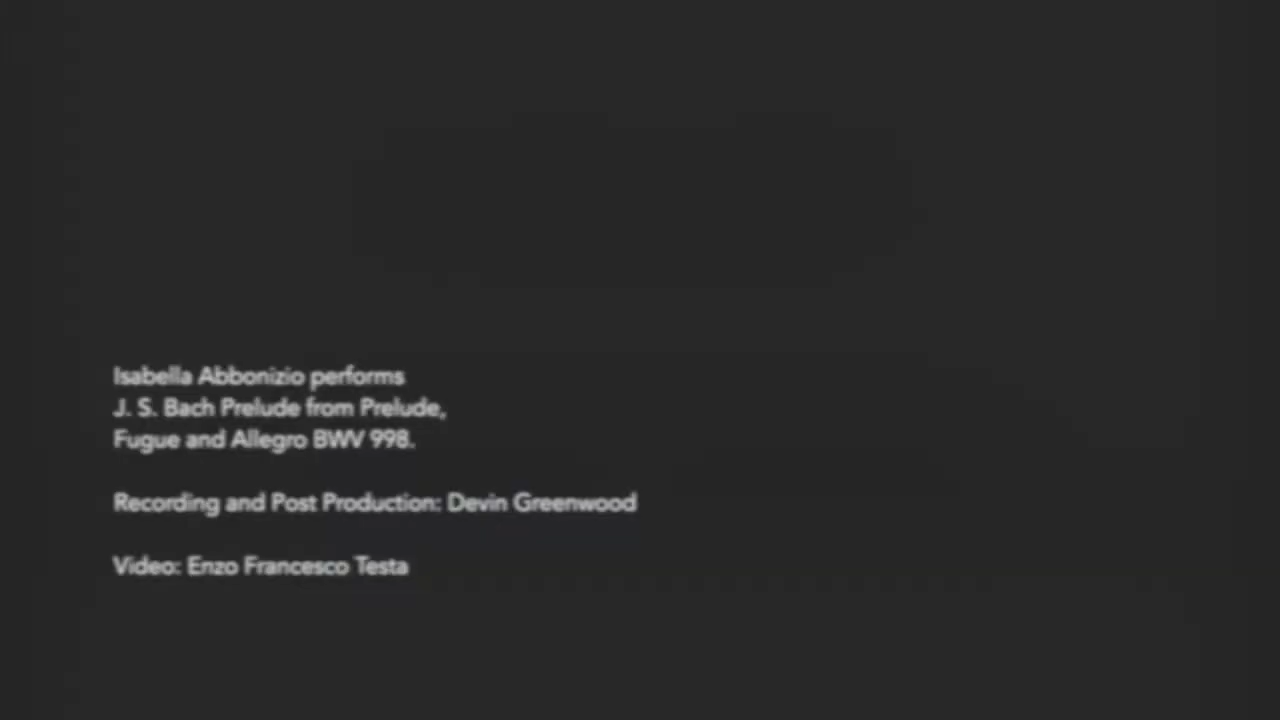 Isabella Abbonizio performs
J. S. Bach Prelude from Prelude,
Fugue and Allegro BWV 998.
Recording and Post Production: Devin Greenwood
Video: Enzo Francesco Testa